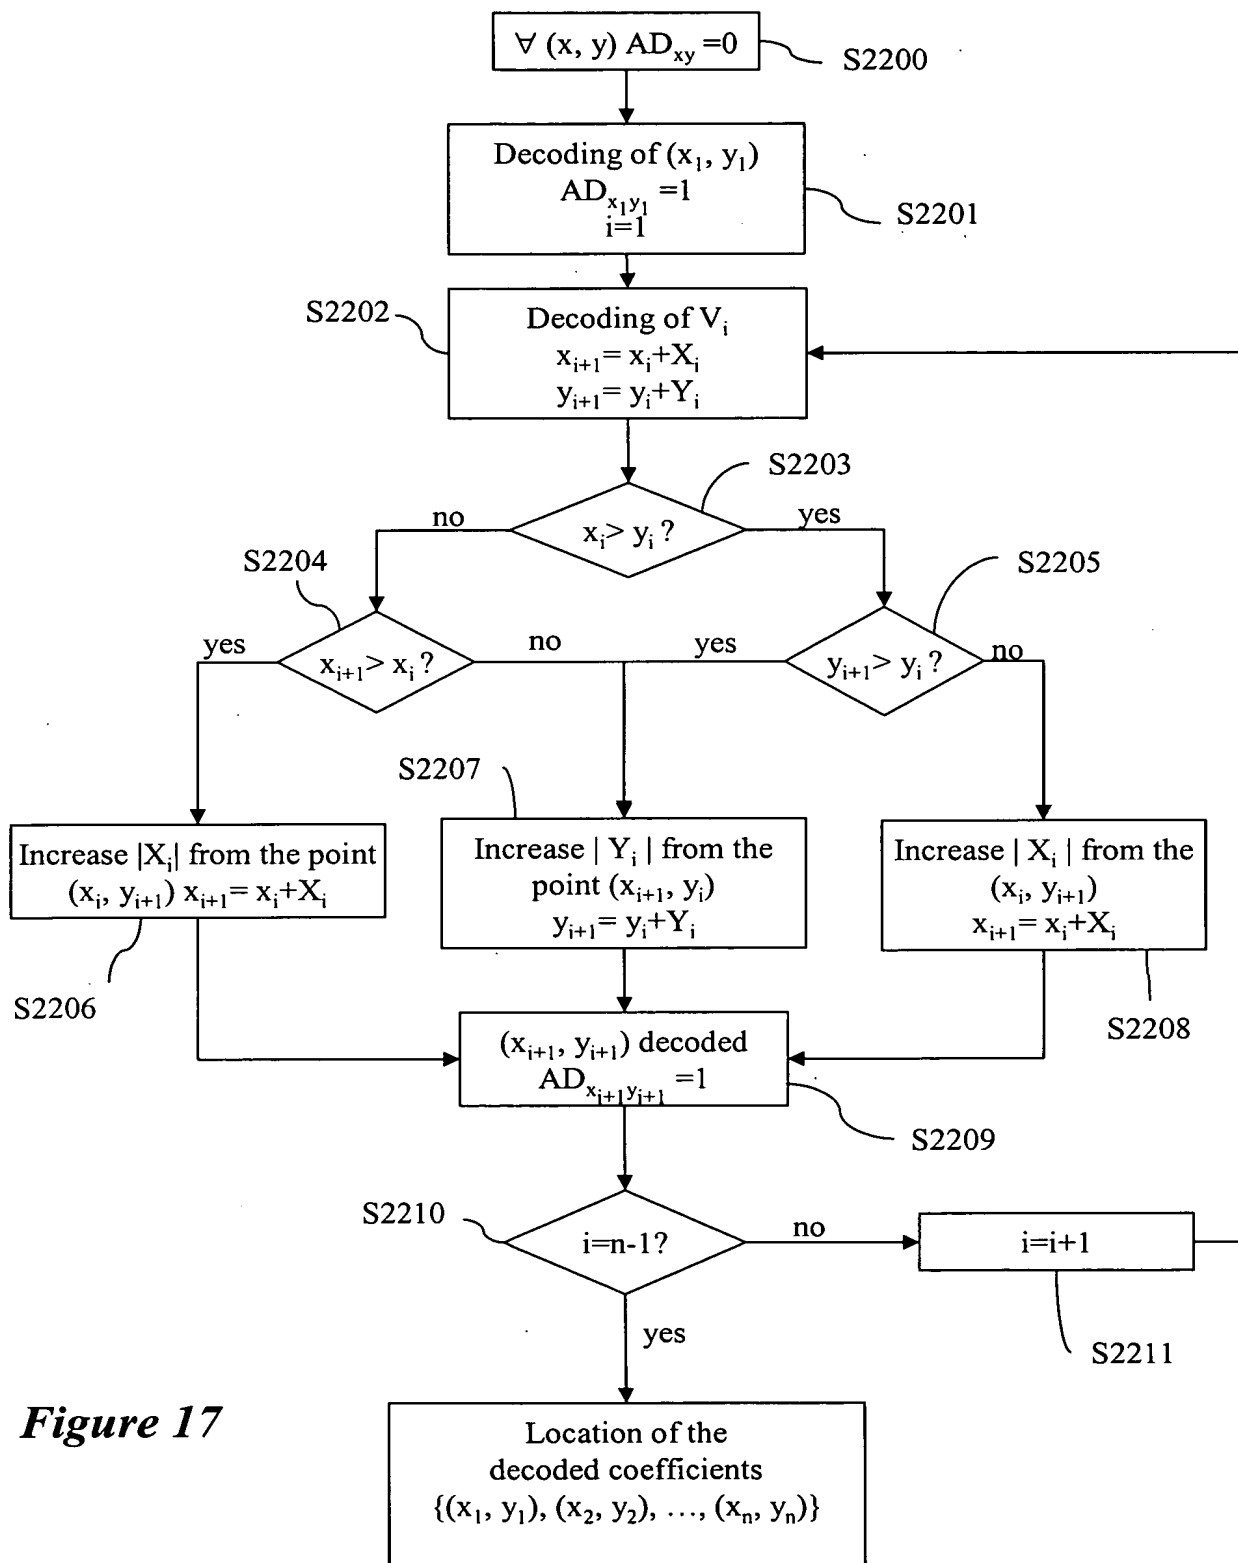 ∀ (x, y) AD_xy =0
S2200
Decoding of (x_1, y_1)
AD_x_1y_1 =1
i=1
S2201
S2202
Decoding of V_i
x_i+1= x_i+X_i
y_i+1= y_i+Y_i
S2203
no
x_i> y_i ?
yes
S2204
S2205
yes
x_i+1> x_i ?
no
yes
y_i+1> y_i ?
no
S2207
Increase |X_i| from the point
(x_i, y_i+1) x_i+1= x_i+X_i
S2206
Increase | Y_i | from the
point (x_i+1, y_i)
y_i+1= y_i+Y_i
Increase | X_i | from the
(x_i, y_i+1)
x_i+1= x_i+X_i
S2208
(x_i+1, y_i+1) decoded
AD_x_i+1y_i+1 =1
S2209
S2210
i=n-1?
no
i=i+1
yes
S2211
Figure 17
Location of the
decoded coefficients
{(x_1, y_1), (x_2, y_2), …, (x_n, y_n)}